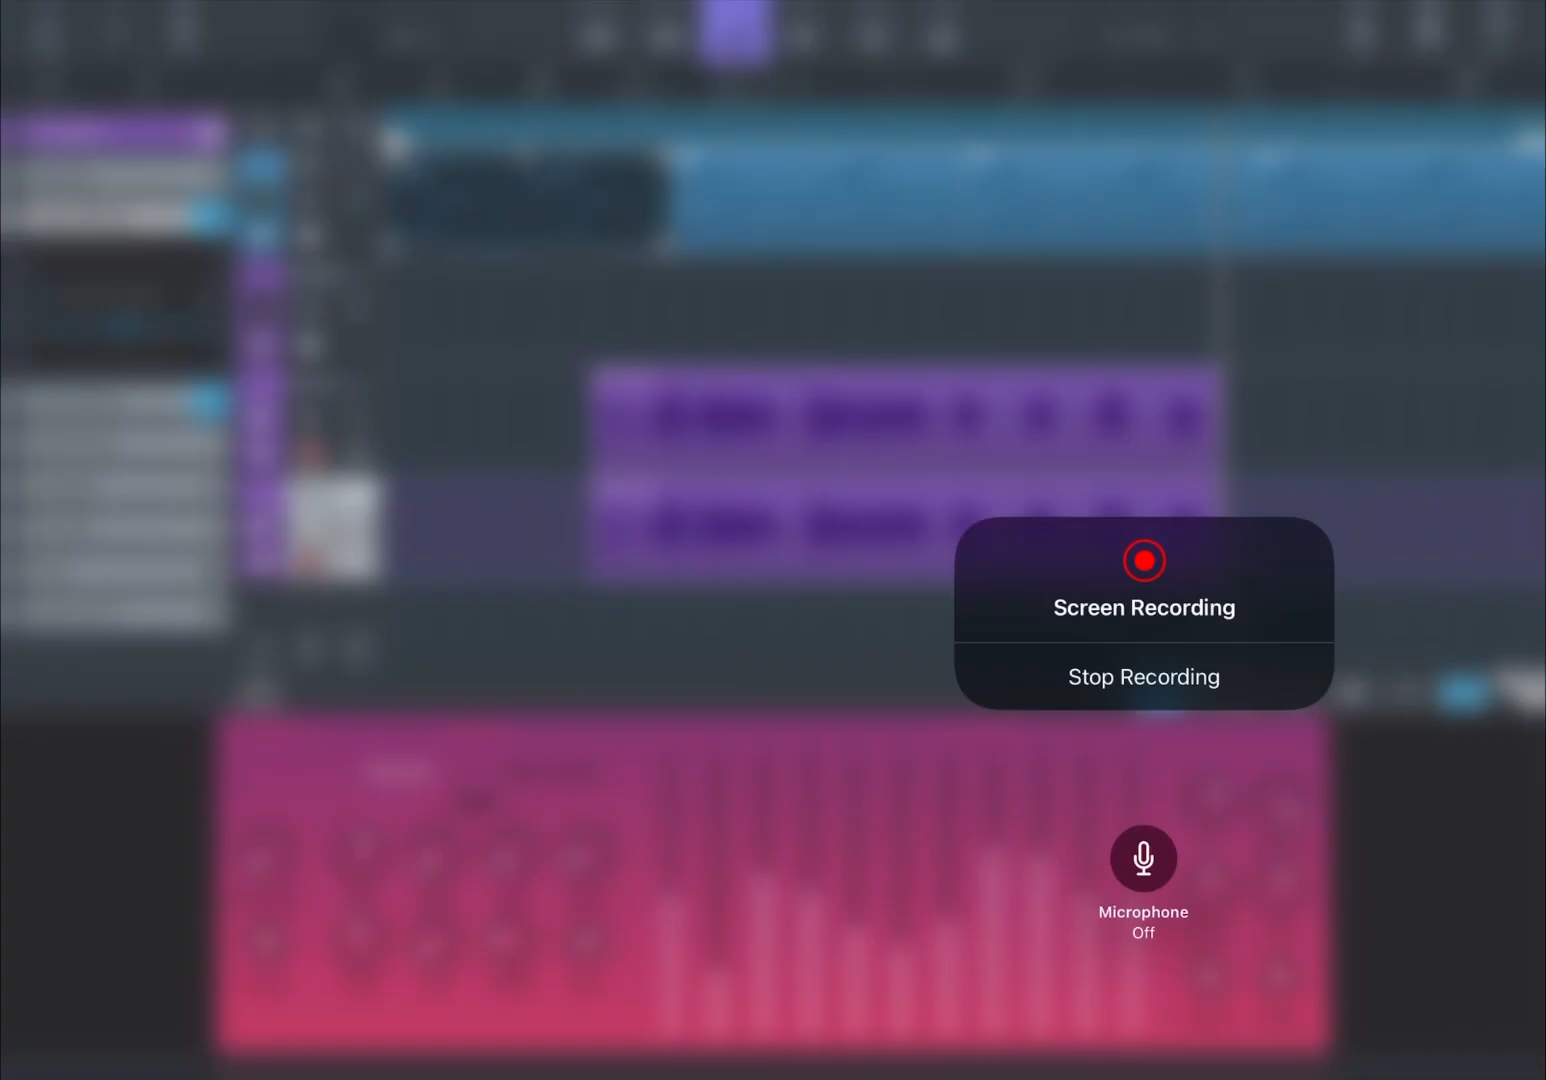 Screen Recording
Stop Recording
Microphone
Off